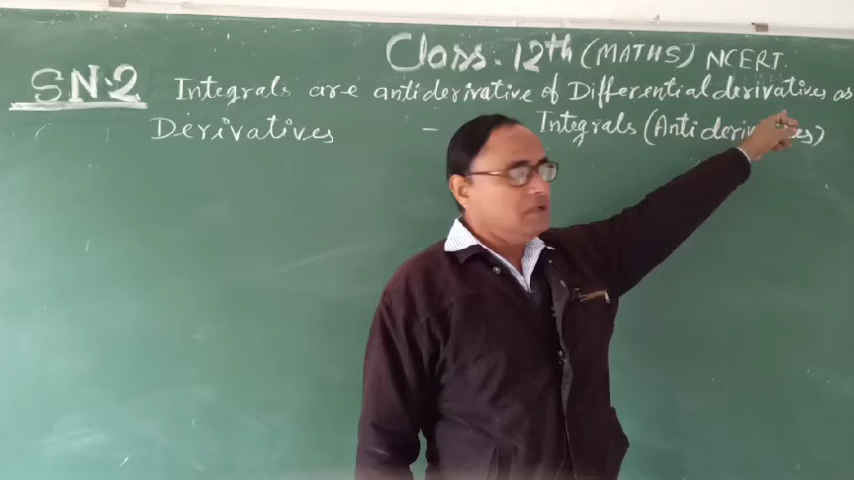 Class. 12th (MATHS) NCERT.
SN.2 Integrals are antiderivative of Differential derivatives as
Derivatives - Integrals (Anti derivatives)